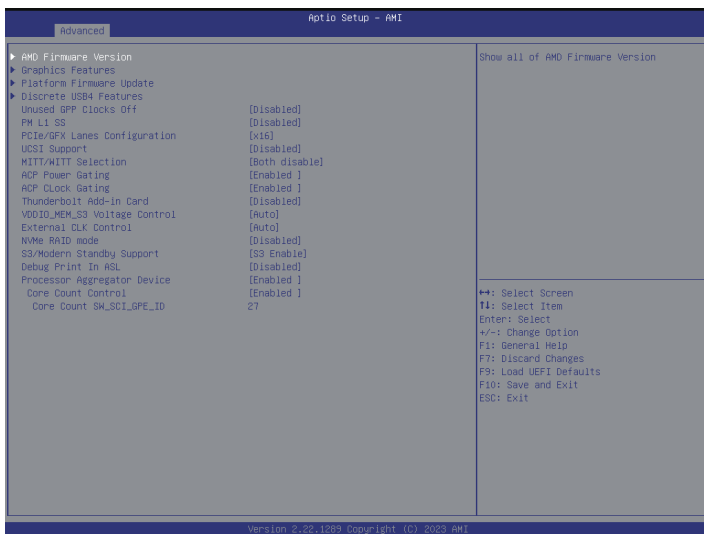 Aptio Setup – AMI
Advanced
AMD Firmware Version
Graphics Features
Platform Firmware Update
Discrete USB4 Features
Unused GPP Clocks Off [Disabled]
PM L1 SS [Disabled]
PCIe/GFX Lanes Configuration [x16]
UCSI Support [Disabled]
MITT/WITT Selection [Both disable]
ACP Power Gating [Enabled ]
ACP CLock Gating [Enabled ]
Thunderbolt Add-in Card [Disabled]
VDDIO_MEM_S3 Voltage Control [Auto]
External CLK Control [Auto]
NVMe RAID mode [Disabled]
S3/Modern Standby Support [S3 Enable]
Debug Print In ASL [Disabled]
Processor Aggregator Device [Enabled ]
Core Count Control [Enabled ]
Core Count SW_SCI_GPE_ID 27
Show all of AMD Firmware Version
→←: Select Screen
↑↓: Select Item
Enter: Select
+/-: Change Option
F1: General Help
F7: Discard Changes
F9: Load UEFI Defaults
F10: Save and Exit
ESC: Exit
Version 2.22.1289 Copyright (C) 2023 AMI